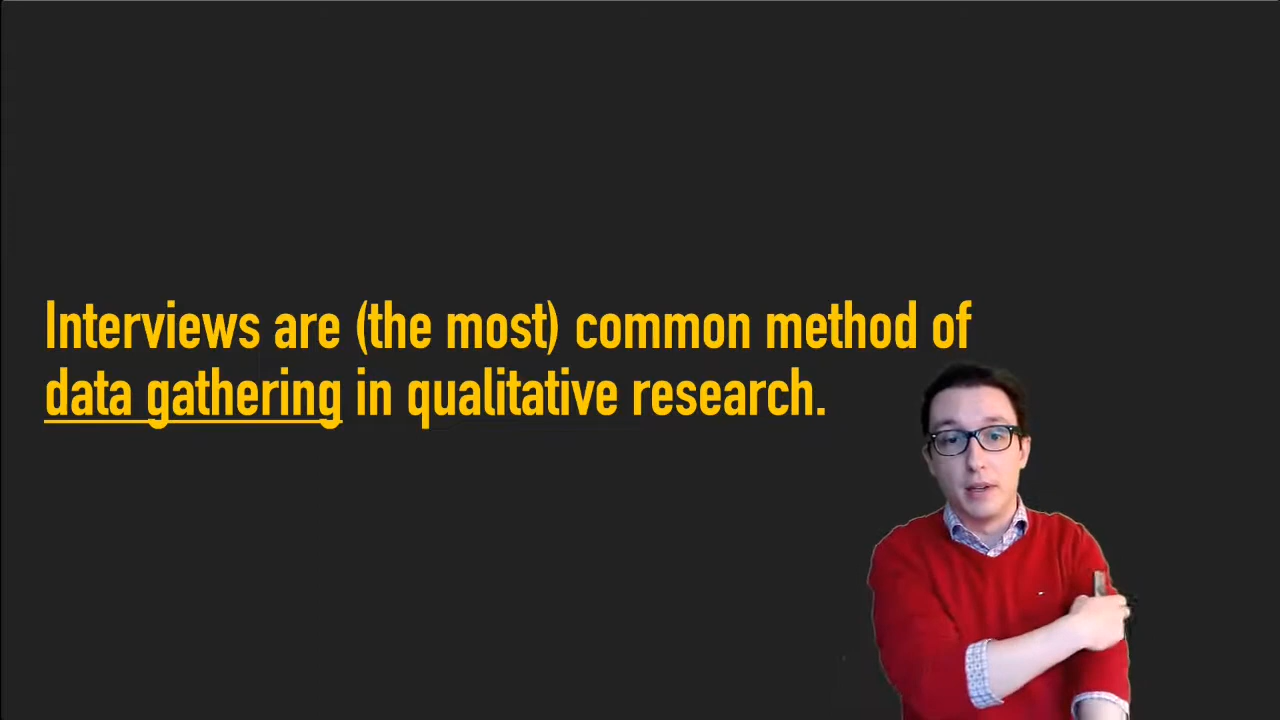 Interviews are (the most) common method of
data gathering in qualitative research.